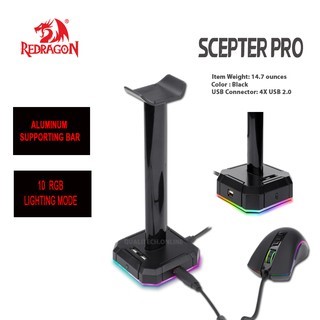 SCEPTER PRO
REDRAGON
Item Weight: 14.7 ounces
Color : Black
USB Connector: 4X USB 2.0
ALUMINUM
SUPPORTING BAR
10 RGB
LIGHTING MODE